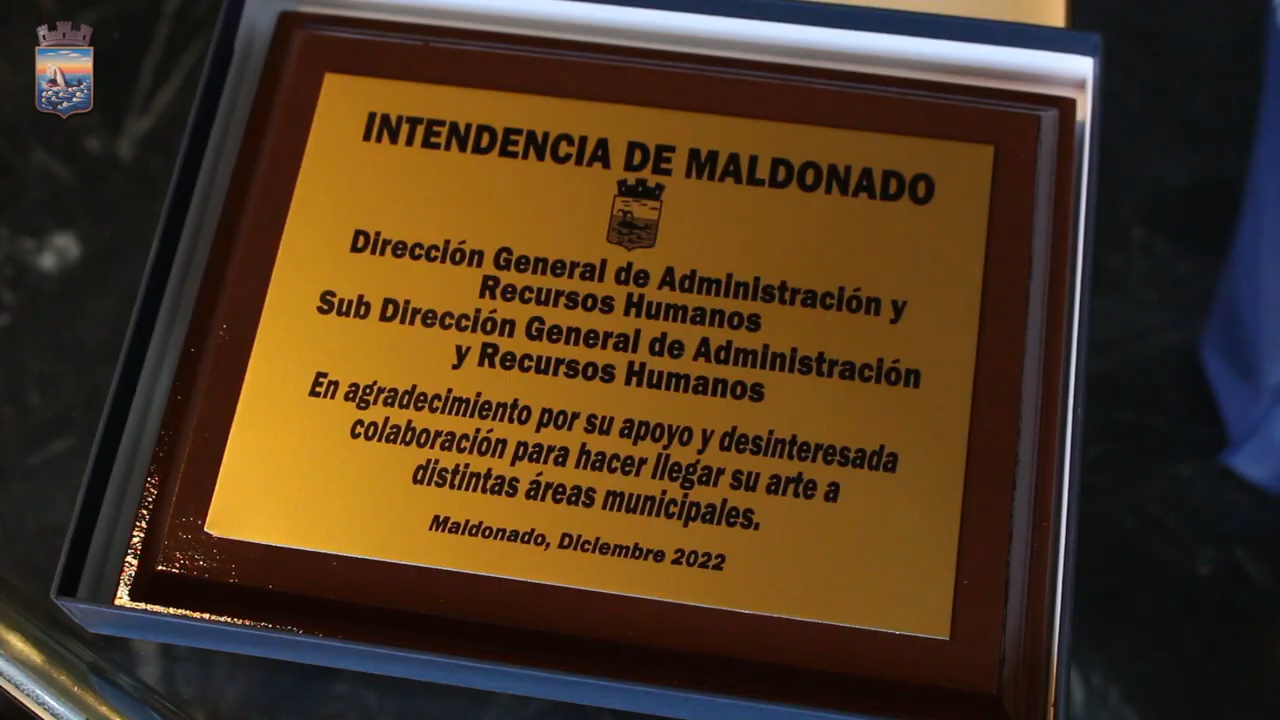 INTENDENCIA DE MALDONADO
Dirección General de Administración y
Recursos Humanos
Sub Dirección General de Administración
y Recursos Humanos
En agradecimiento por su apoyo y desinteresada
colaboración para hacer llegar su arte a
distintas áreas municipales.
Maldonado, Diciembre 2022